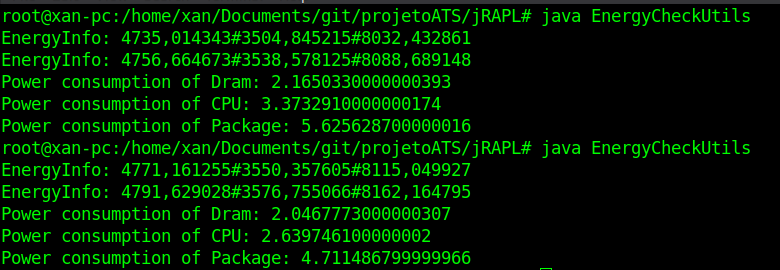 root@xan-pc:/home/xan/Documents/git/projetoATS/jRAPL# java EnergyCheckUtils
EnergyInfo: 4735,014343#3504,845215#8032,432861
EnergyInfo: 4756,664673#3538,578125#8088,689148
Power consumption of Dram: 2.1650330000000393
Power consumption of CPU: 3.3732910000000174
Power consumption of Package: 5.625628700000016
root@xan-pc:/home/xan/Documents/git/projetoATS/jRAPL# java EnergyCheckUtils
EnergyInfo: 4771,161255#3550,357605#8115,049927
EnergyInfo: 4791,629028#3576,755066#8162,164795
Power consumption of Dram: 2.0467773000000307
Power consumption of CPU: 2.639746100000002
Power consumption of Package: 4.711486799999966